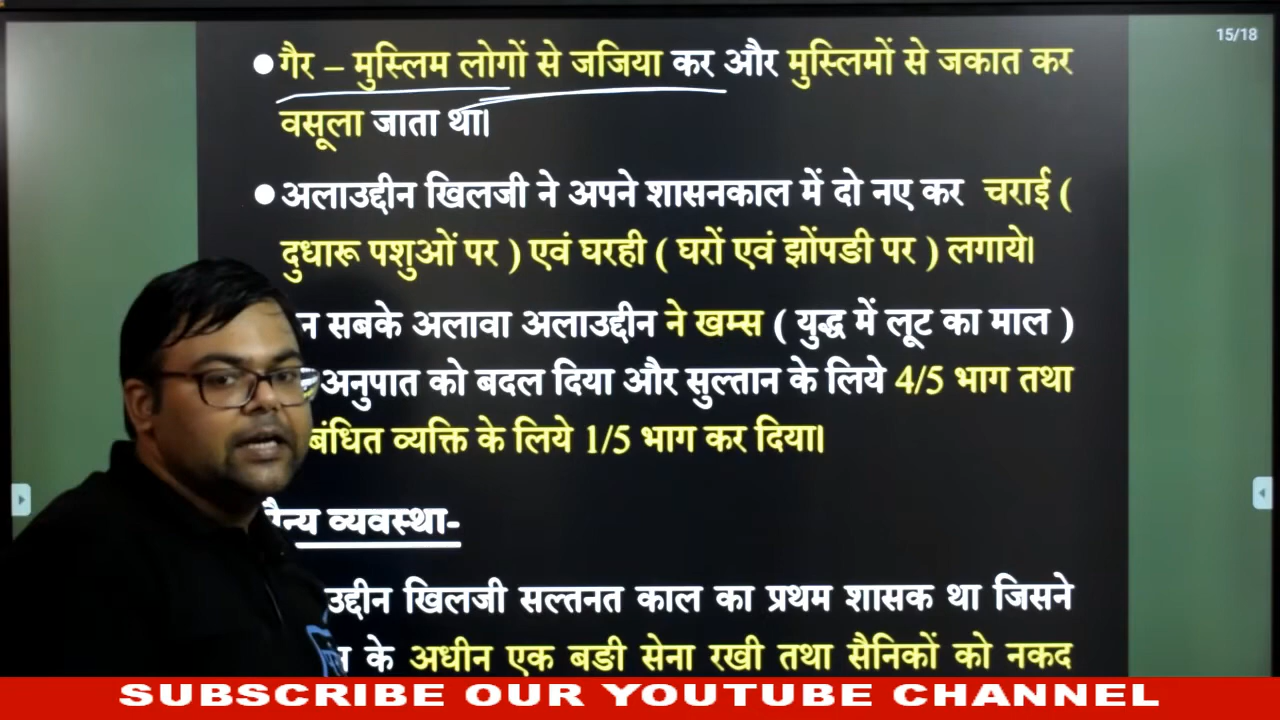 15/18
● गैर – मुस्लिम लोगों से जजिया कर और मुस्लिमों से जकात कर
वसूला जाता था।
● अलाउद्दीन खिलजी ने अपने शासनकाल में दो नए कर चराई (
दुधारू पशुओं पर ) एवं घरही ( घरों एवं झोंपङी पर ) लगाये।
न सबके अलावा अलाउद्दीन ने खम्स ( युद्ध में लूट का माल )
अनुपात को बदल दिया और सुल्तान के लिये 4/5 भाग तथा
बंधित व्यक्ति के लिये 1/5 भाग कर दिया।
सैन्य व्यवस्था-
उद्दीन खिलजी सल्तनत काल का प्रथम शासक था जिसने
के अधीन एक बङी सेना रखी तथा सैनिकों को नकद
SUBSCRIBE OUR YOUTUBE CHANNEL